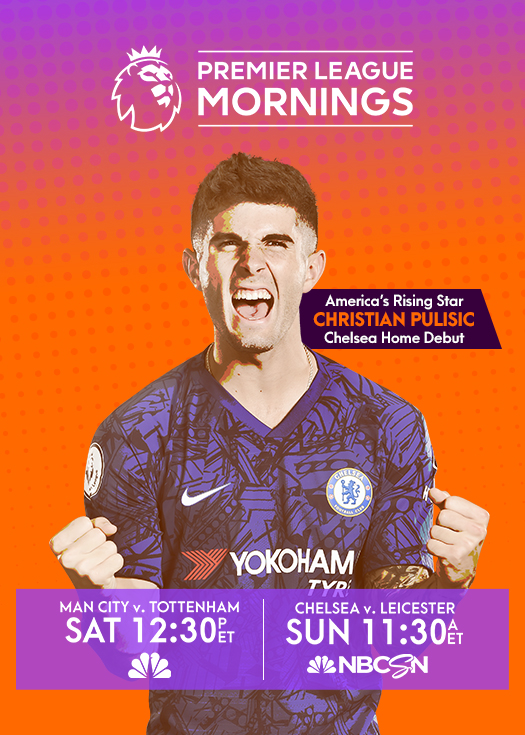 PREMIER LEAGUE
MORNINGS
America's Rising Star
CHRISTIAN PULISIC
Chelsea Home Debut
CHELSEA
FOOTBALL CLUB
YOKOHAM
TYR
MAN CITY v. TOTTENHAM
SAT 12:30P ET
CHELSEA v. LEICESTER
SUN 11:30A ET
NBCSN